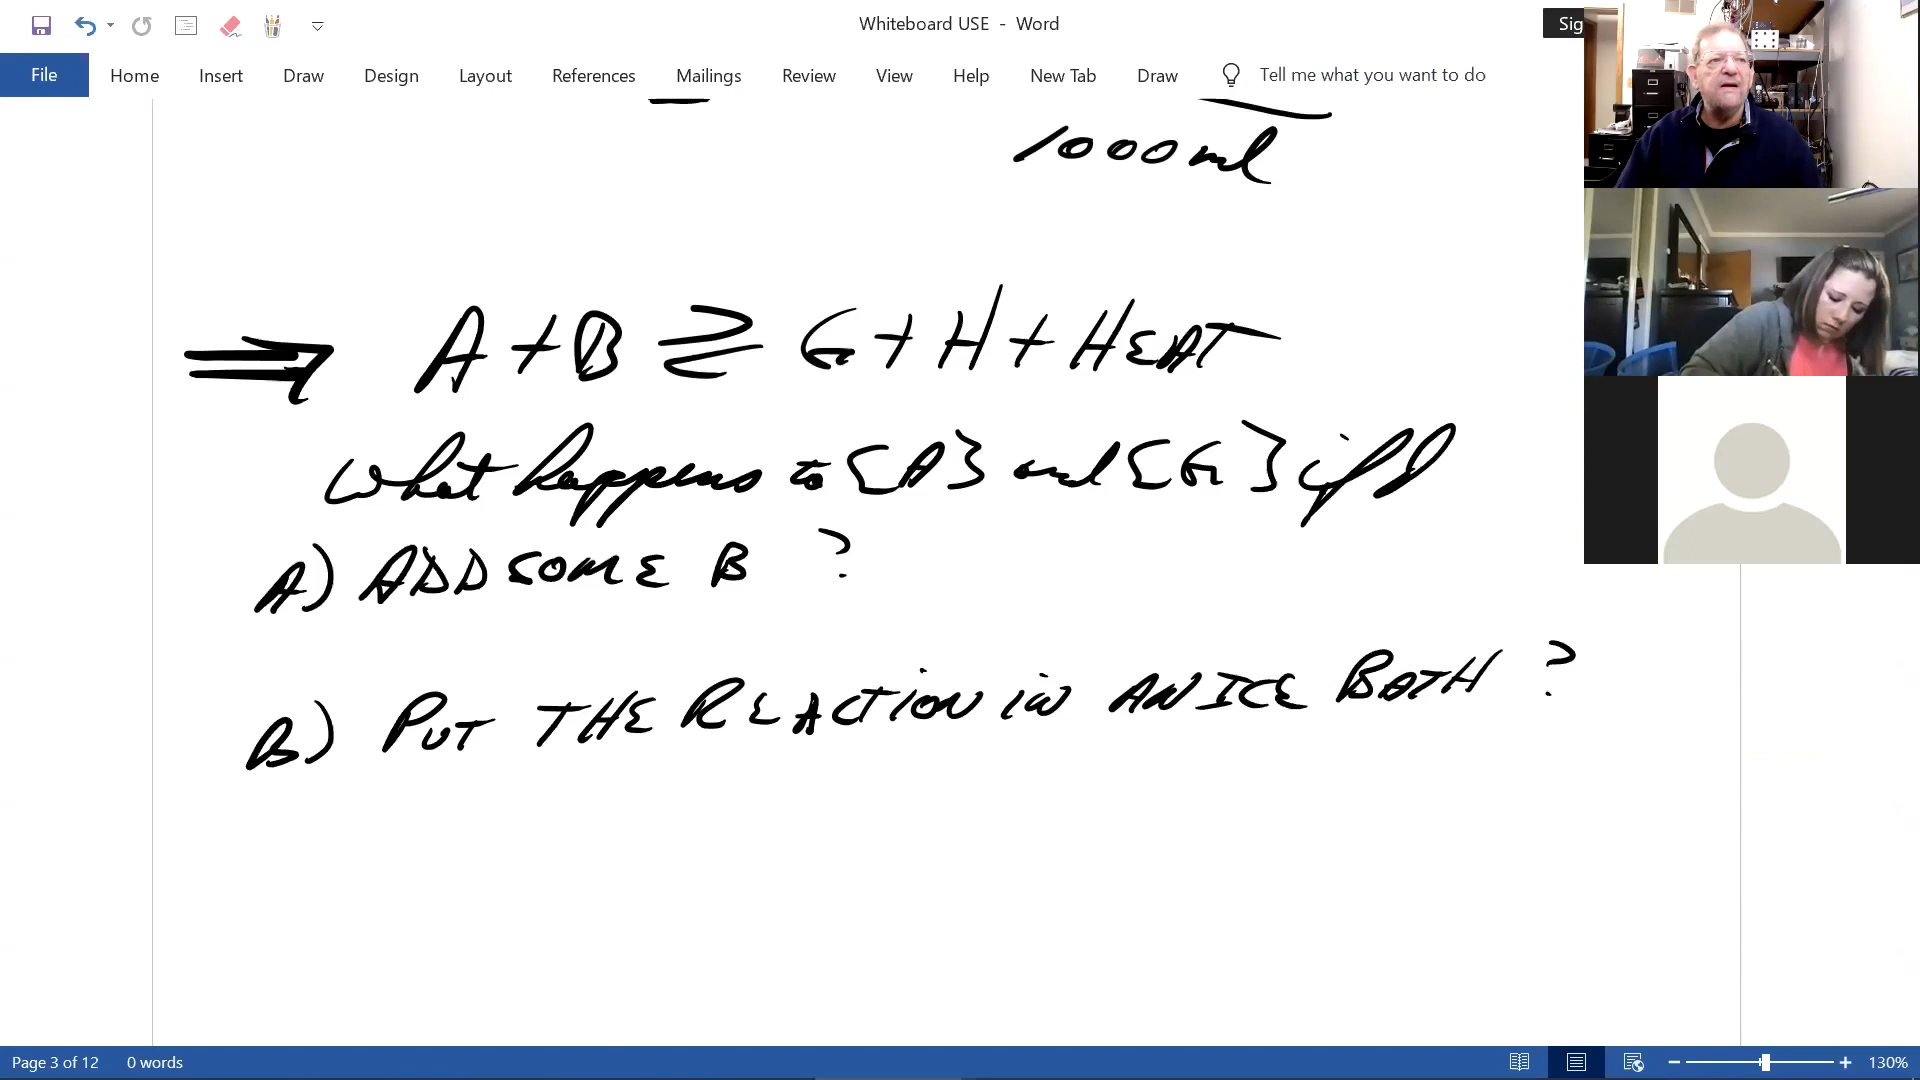 Whiteboard USE - Word
Sig
File Home Insert Draw Design Layout References Mailings Review View Help New Tab Draw Tell me what you want to do
1000 ml
⇒ A + B ⇄ G + H + HEAT
What happens to {A} and {G} if I
A) ADD SOME B ?
B) PUT THE REACTION IN AN ICE BATH ?
Page 3 of 12 0 words 130%